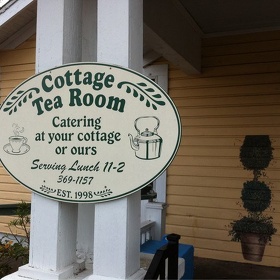 Cottage
Tea Room
Catering
at your cottage
or ours
Serving Lunch 11-2
369-1157
EST. 1998